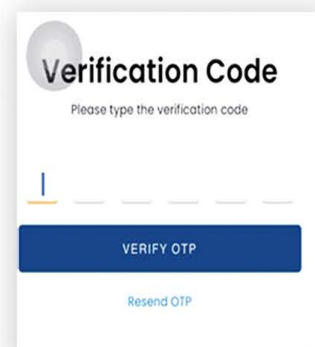 Verification Code
Please type the verification code
VERIFY OTP
Resend OTP